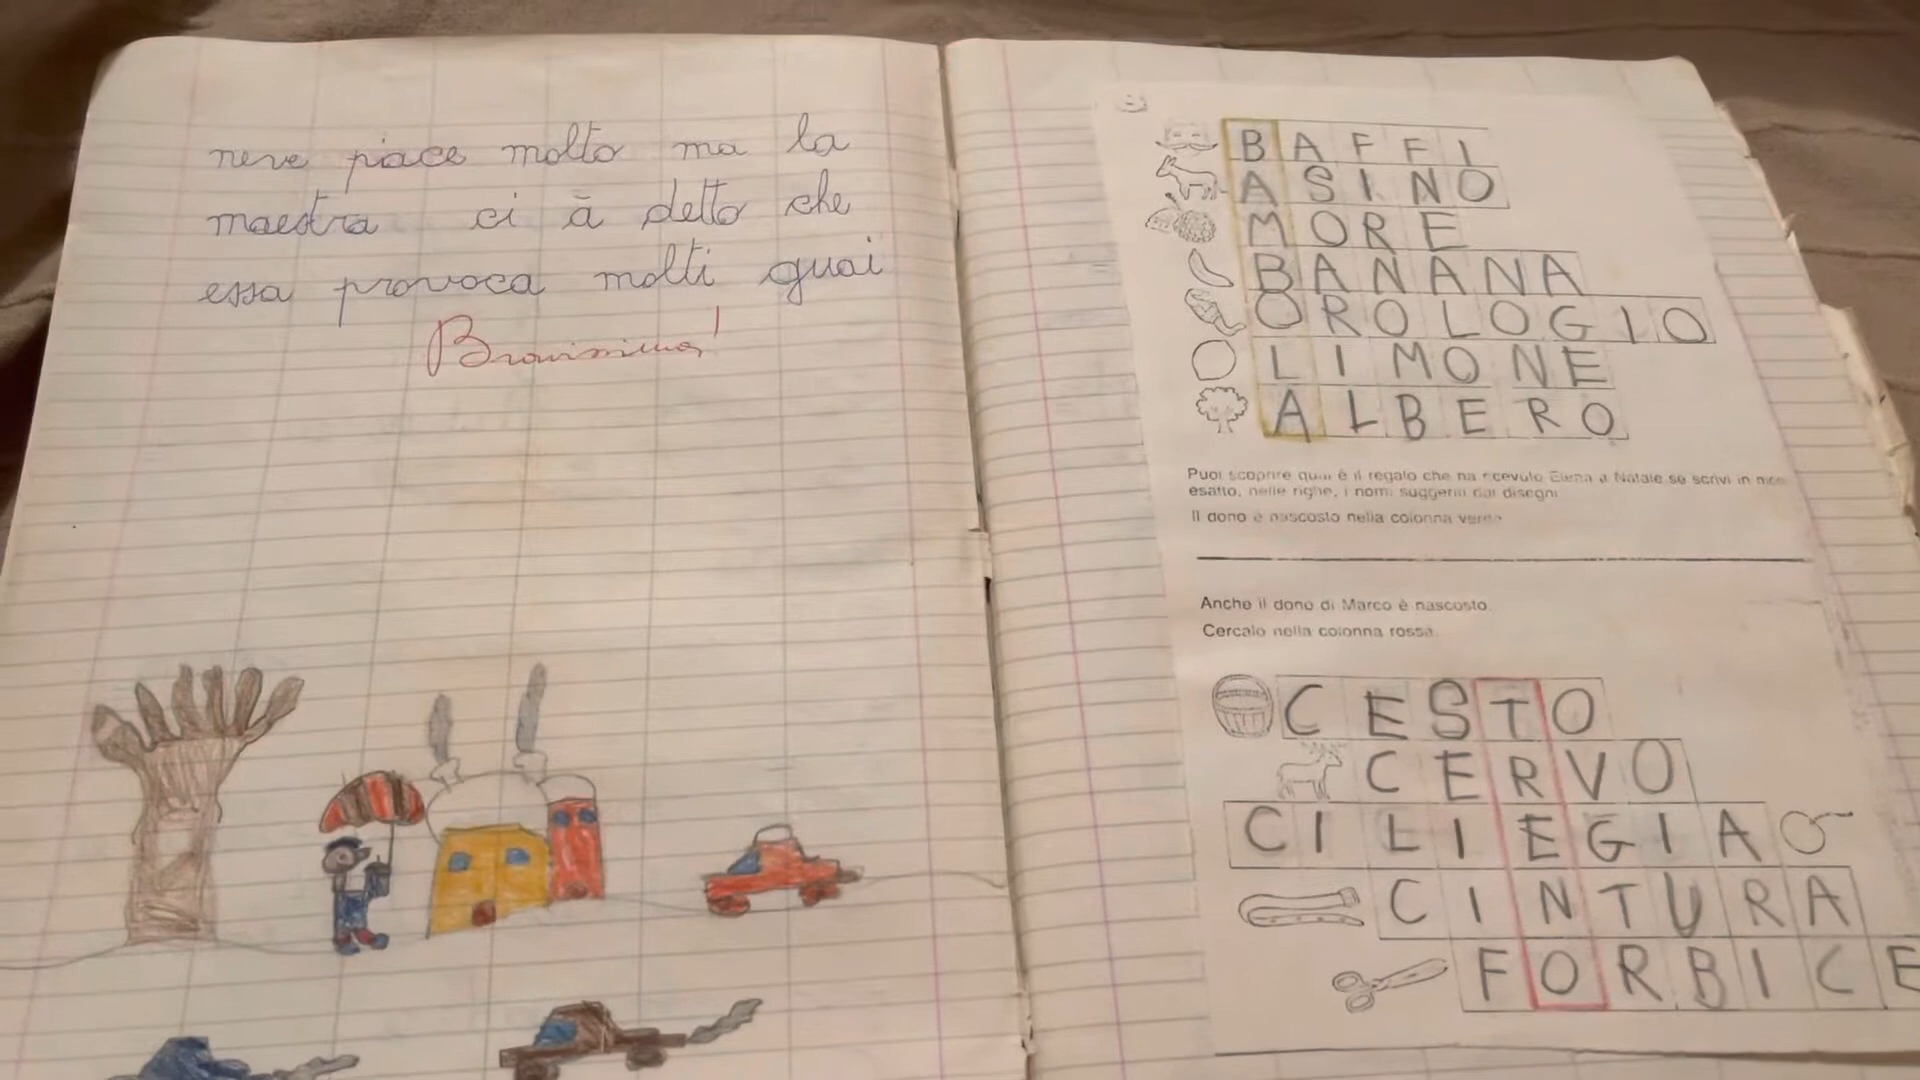 neve piace molto ma la
maestra ci à detto che
essa provoca molti guai
Bravissima!
BAFFI
ASINO
MORE
BANANA
OROLOGIO
LIMONE
ALBERO
Puoi scoprire qual è il regalo che ha ricevuto Elena a Natale se scrivi in
esatto, nelle righe, i nomi suggeriti dai disegni
Il dono è nascosto nella colonna verde
Anche il dono di Marco è nascosto.
Cercalo nella colonna rossa.
CESTO
CERVO
CILIEGIA
CINTURA
FORBICE